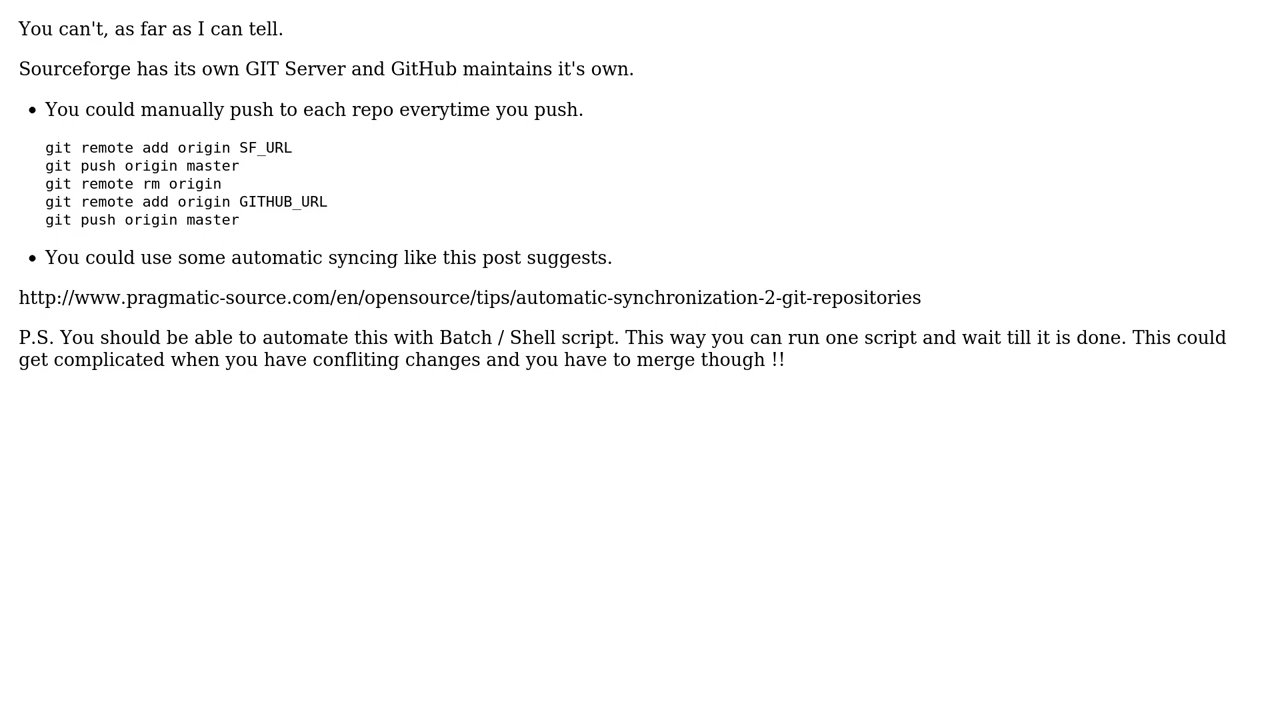 You can't, as far as I can tell.
Sourceforge has its own GIT Server and GitHub maintains it's own.
• You could manually push to each repo everytime you push.
git remote add origin SF_URL
git push origin master
git remote rm origin
git remote add origin GITHUB_URL
git push origin master
• You could use some automatic syncing like this post suggests.
http://www.pragmatic-source.com/en/opensource/tips/automatic-synchronization-2-git-repositories
P.S. You should be able to automate this with Batch / Shell script. This way you can run one script and wait till it is done. This could
get complicated when you have confliting changes and you have to merge though !!